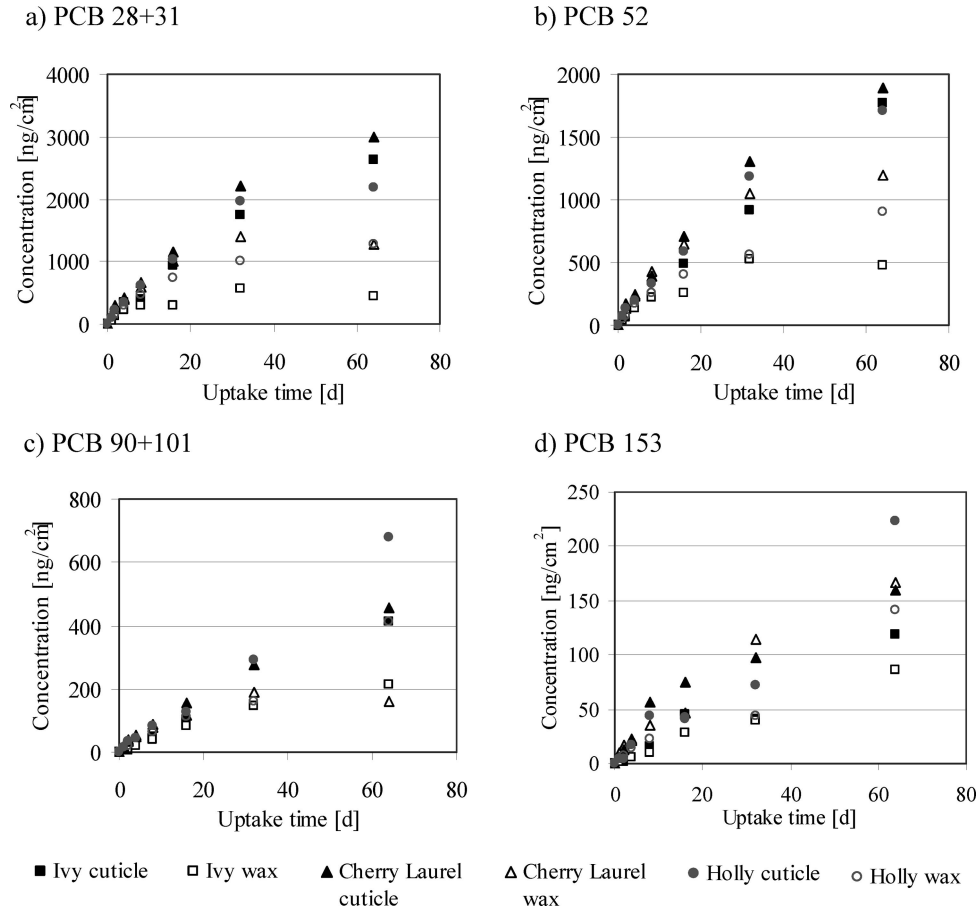 a) PCB 28+31
b) PCB 52
Concentration [ng/cm²]
4000
3000
2000
1000
0
0 20 40 60 80
Uptake time [d]
Concentration [ng/cm²]
2000
1500
1000
500
0
0 20 40 60 80
Uptake time [d]
c) PCB 90+101
d) PCB 153
Concentration [ng/cm²]
800
600
400
200
0
0 20 40 60 80
Uptake time [d]
Concentration [ng/cm²]
250
200
150
100
50
0
0 20 40 60 80
Uptake time [d]
Ivy cuticle
Ivy wax
Cherry Laurel
cuticle
Cherry Laurel
wax
Holly cuticle
Holly wax